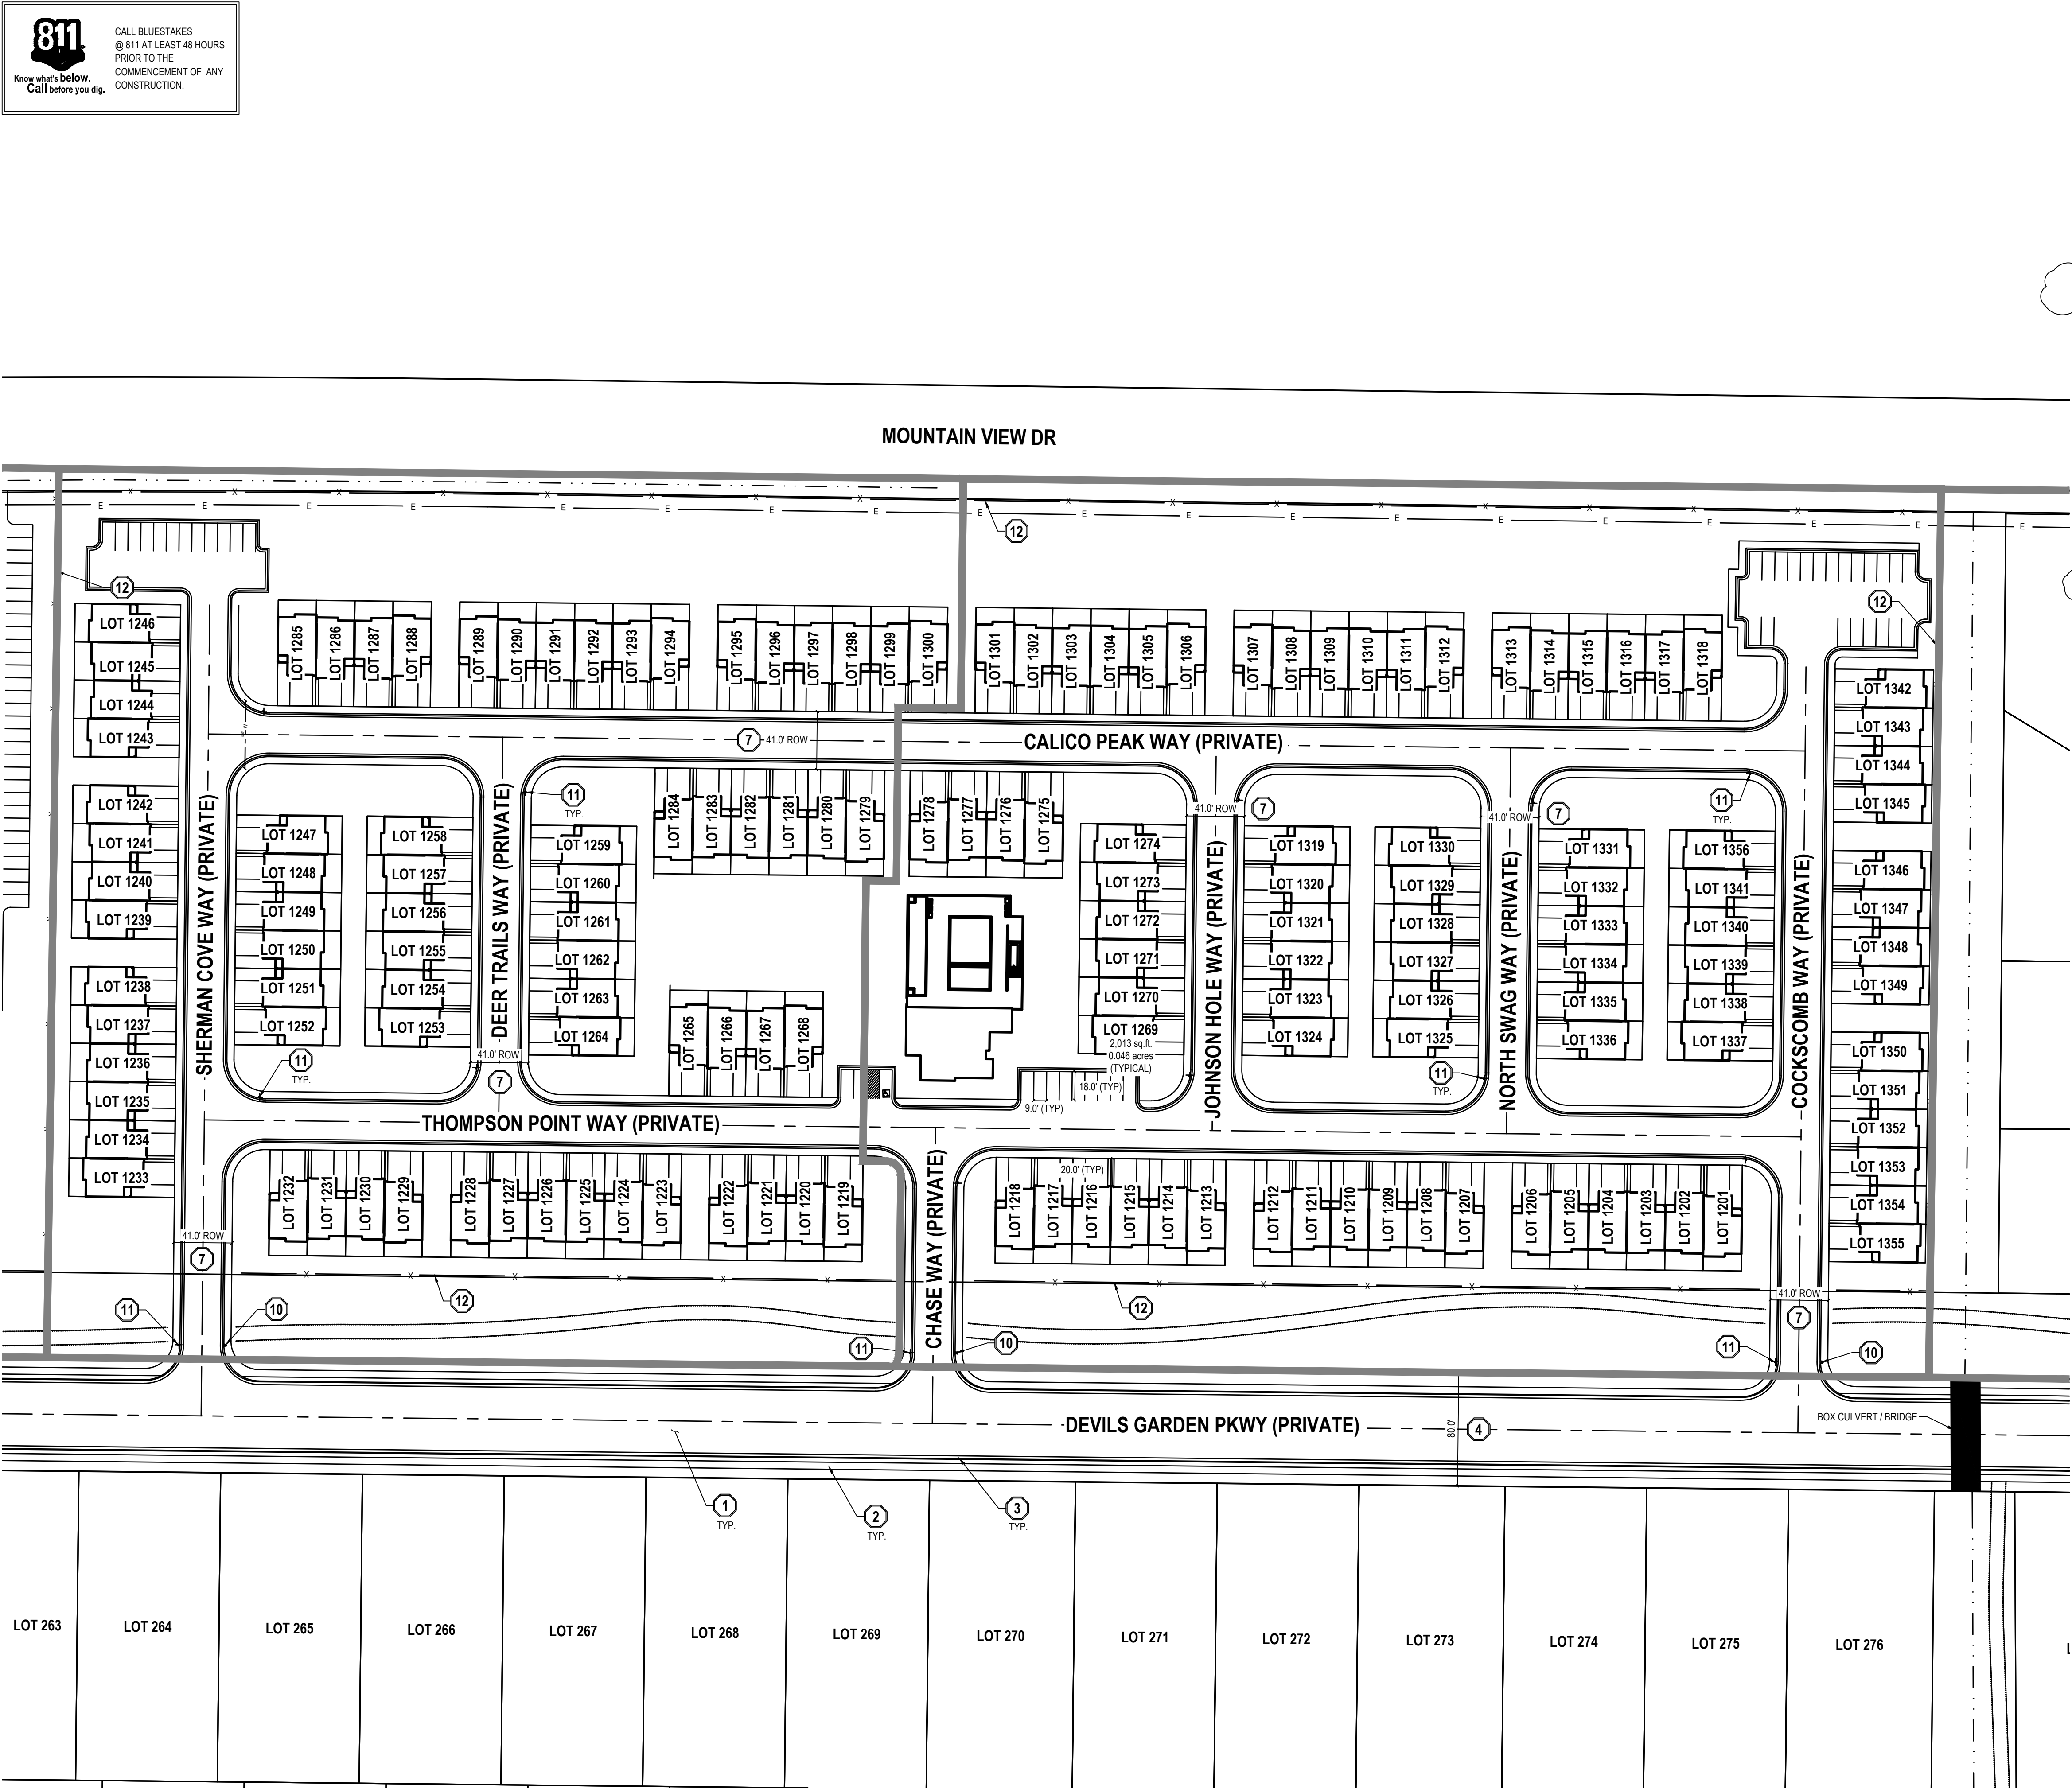 811
Know what's below.
Call before you dig.
CALL BLUESTAKES
@ 811 AT LEAST 48 HOURS
PRIOR TO THE
COMMENCEMENT OF ANY
CONSTRUCTION.
MOUNTAIN VIEW DR
12
12
12
LOT 1246
LOT 1245
LOT 1244
LOT 1243
LOT 1242
LOT 1241
LOT 1240
LOT 1239
LOT 1238
LOT 1237
LOT 1236
LOT 1235
LOT 1234
LOT 1233
SHERMAN COVE WAY (PRIVATE)
41.0' ROW
7
LOT 1285
LOT 1286
LOT 1287
LOT 1288
LOT 1289
LOT 1290
LOT 1291
LOT 1292
LOT 1293
LOT 1294
LOT 1295
LOT 1296
LOT 1297
LOT 1298
LOT 1299
LOT 1300
LOT 1301
LOT 1302
LOT 1303
LOT 1304
LOT 1305
LOT 1306
LOT 1307
LOT 1308
LOT 1309
LOT 1310
LOT 1311
LOT 1312
LOT 1313
LOT 1314
LOT 1315
LOT 1316
LOT 1317
LOT 1318
7
41.0' ROW
CALICO PEAK WAY (PRIVATE)
LOT 1247
LOT 1248
LOT 1249
LOT 1250
LOT 1251
LOT 1252
11
TYP.
LOT 1258
LOT 1257
LOT 1256
LOT 1255
LOT 1254
LOT 1253
DEER TRAILS WAY (PRIVATE)
41.0' ROW
7
11
TYP.
LOT 1259
LOT 1260
LOT 1261
LOT 1262
LOT 1263
LOT 1264
LOT 1284
LOT 1283
LOT 1282
LOT 1281
LOT 1280
LOT 1279
LOT 1278
LOT 1277
LOT 1276
LOT 1275
LOT 1265
LOT 1266
LOT 1267
LOT 1268
LOT 1274
LOT 1273
LOT 1272
LOT 1271
LOT 1270
LOT 1269
2,013 sq.ft.
0.046 acres
(TYPICAL)
18.0' (TYP)
9.0' (TYP)
JOHNSON HOLE WAY (PRIVATE)
41.0' ROW
7
LOT 1319
LOT 1320
LOT 1321
LOT 1322
LOT 1323
LOT 1324
LOT 1330
LOT 1329
LOT 1328
LOT 1327
LOT 1326
LOT 1325
11
TYP.
NORTH SWAG WAY (PRIVATE)
41.0' ROW
7
LOT 1331
LOT 1332
LOT 1333
LOT 1334
LOT 1335
LOT 1336
11
TYP.
LOT 1356
LOT 1341
LOT 1340
LOT 1339
LOT 1338
LOT 1337
COCKSCOMB WAY (PRIVATE)
LOT 1342
LOT 1343
LOT 1344
LOT 1345
LOT 1346
LOT 1347
LOT 1348
LOT 1349
LOT 1350
LOT 1351
LOT 1352
LOT 1353
LOT 1354
LOT 1355
THOMPSON POINT WAY (PRIVATE)
LOT 1232
LOT 1231
LOT 1230
LOT 1229
LOT 1228
LOT 1227
LOT 1226
LOT 1225
LOT 1224
LOT 1223
LOT 1222
LOT 1221
LOT 1220
LOT 1219
CHASE WAY (PRIVATE)
20.0' (TYP)
LOT 1218
LOT 1217
LOT 1216
LOT 1215
LOT 1214
LOT 1213
LOT 1212
LOT 1211
LOT 1210
LOT 1209
LOT 1208
LOT 1207
LOT 1206
LOT 1205
LOT 1204
LOT 1203
LOT 1202
LOT 1201
41.0' ROW
7
11
10
12
11
10
12
11
10
DEVILS GARDEN PKWY (PRIVATE)
80.0'
4
BOX CULVERT / BRIDGE
1
TYP.
2
TYP.
3
TYP.
LOT 263
LOT 264
LOT 265
LOT 266
LOT 267
LOT 268
LOT 269
LOT 270
LOT 271
LOT 272
LOT 273
LOT 274
LOT 275
LOT 276